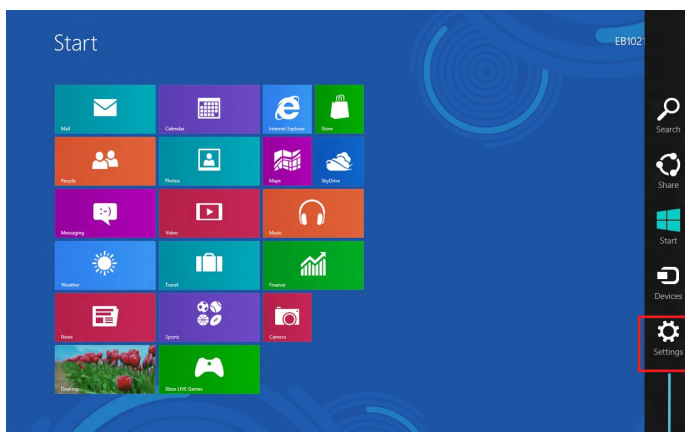 Start
EB1021
Mail
Calendar
Internet Explorer
Store
People
Photos
Maps
SkyDrive
Messaging
:-)
Video
Music
Weather
Travel
Finance
News
Sports
Camera
Desktop
Xbox LIVE Games
Search
Share
Start
Devices
Settings